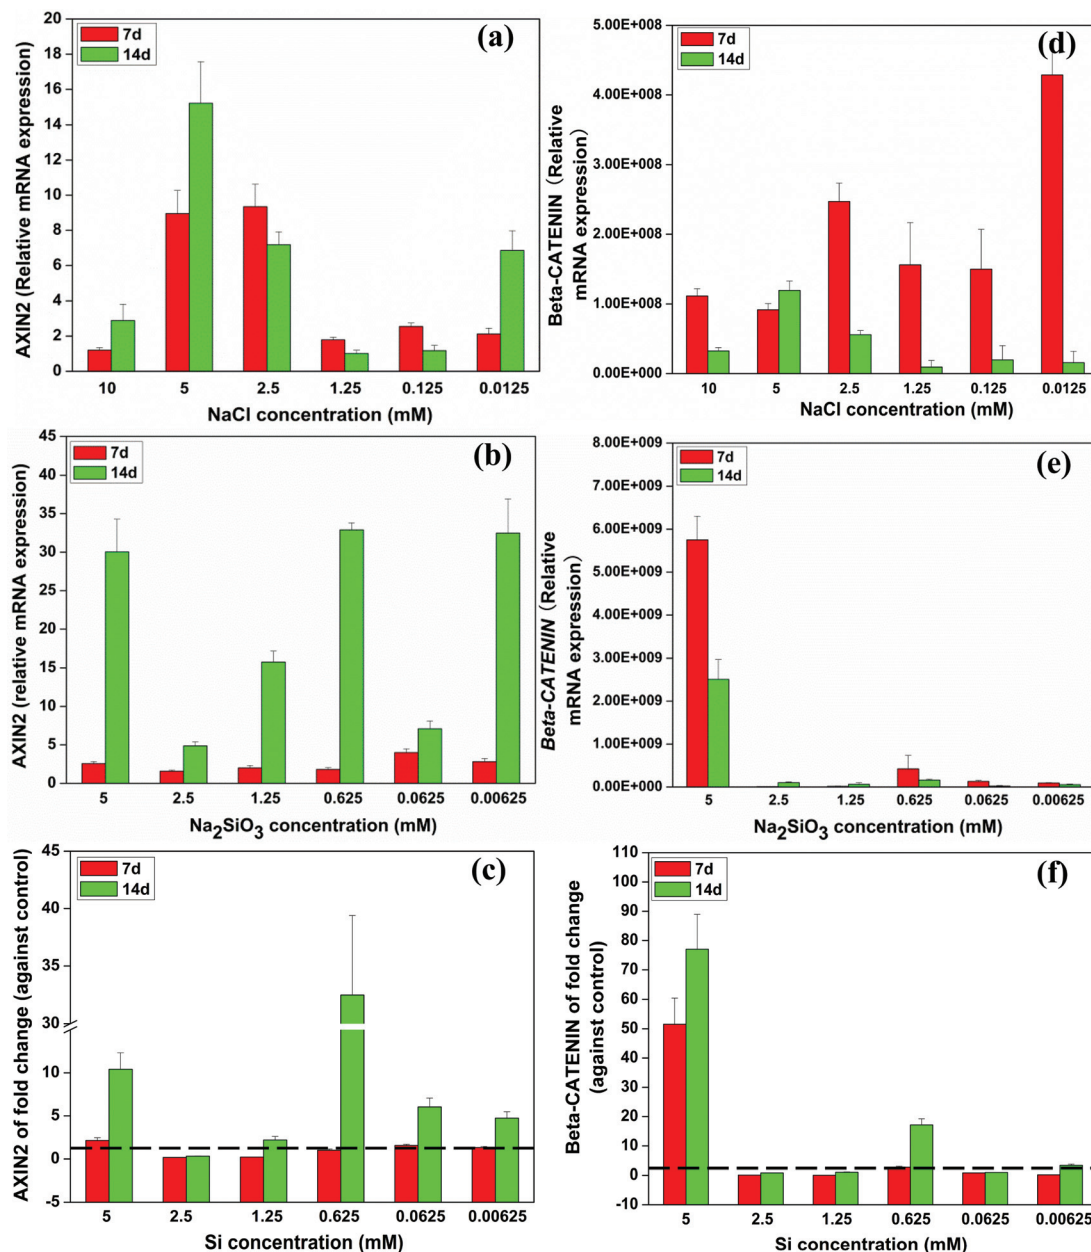 (a)
7d
14d
AXIN2 (Relative mRNA expression)
20
18
16
14
12
10
8
6
4
2
0
10 5 2.5 1.25 0.125 0.0125
NaCl concentration (mM)
(d)
7d
14d
Beta-CATENIN (Relative
mRNA expression)
5.00E+008
4.00E+008
2.00E+008
1.00E+008
0.00E+000
10 5 2.5 1.25 0.125 0.0125
NaCl concentration (mM)
(b)
7d
14d
AXIN2 (relative mRNA expression)
45
40
35
30
25
20
15
10
5
0
5 2.5 1.25 0.625 0.0625 0.00625
Na2SiO3 concentration (mM)
(e)
7d
14d
Beta-CATENIN (Relative
mRNA expression)
8.00E+009
7.00E+009
6.00E+009
5.00E+009
3.00E+009
2.00E+009
1.00E+009
0.00E+000
5 2.5 1.25 0.625 0.0625 0.00625
Na2SiO3 concentration (mM)
(c)
7d
14d
AXIN2 of fold change (against control)
45
40
35
30
10
5
0
-5
5 2.5 1.25 0.625 0.0625 0.00625
Si concentration (mM)
(f)
7d
14d
Beta-CATENIN of fold change
(against control)
110
100
90
80
70
60
50
40
30
20
10
0
-10
5 2.5 1.25 0.625 0.0625 0.00625
Si concentration (mM)